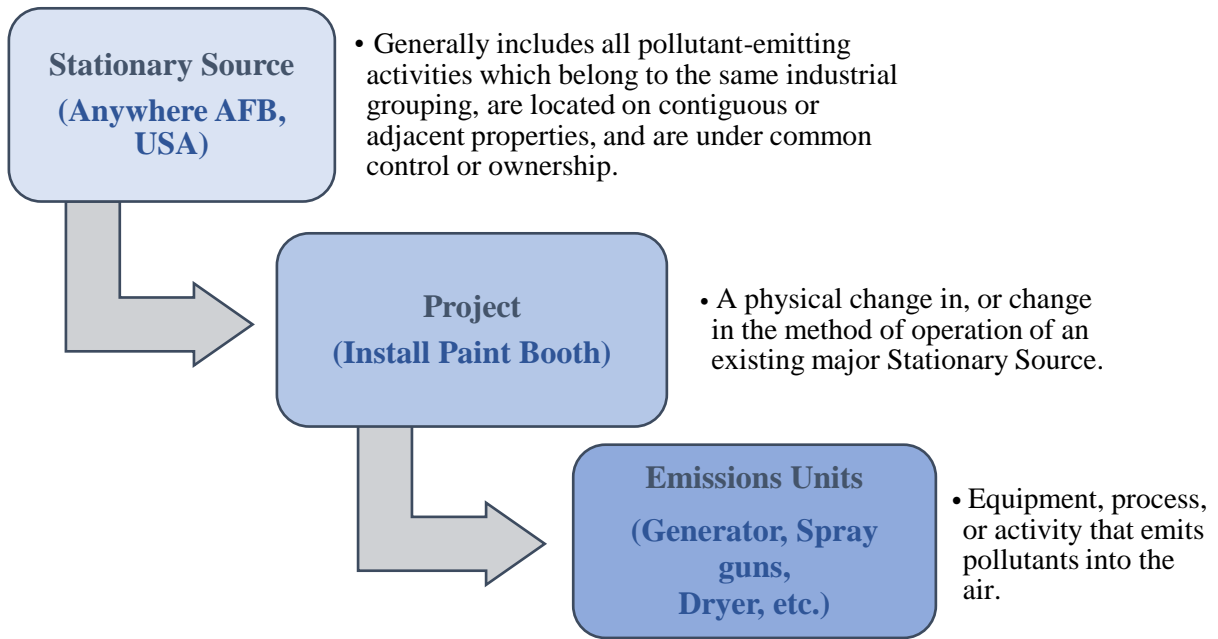 Stationary Source
(Anywhere AFB,
USA)
• Generally includes all pollutant-emitting
activities which belong to the same industrial
grouping, are located on contiguous or
adjacent properties, and are under common
control or ownership.
Project
(Install Paint Booth)
• A physical change in, or change
in the method of operation of an
existing major Stationary Source.
Emissions Units
(Generator, Spray
guns,
Dryer, etc.)
• Equipment, process,
or activity that emits
pollutants into the
air.